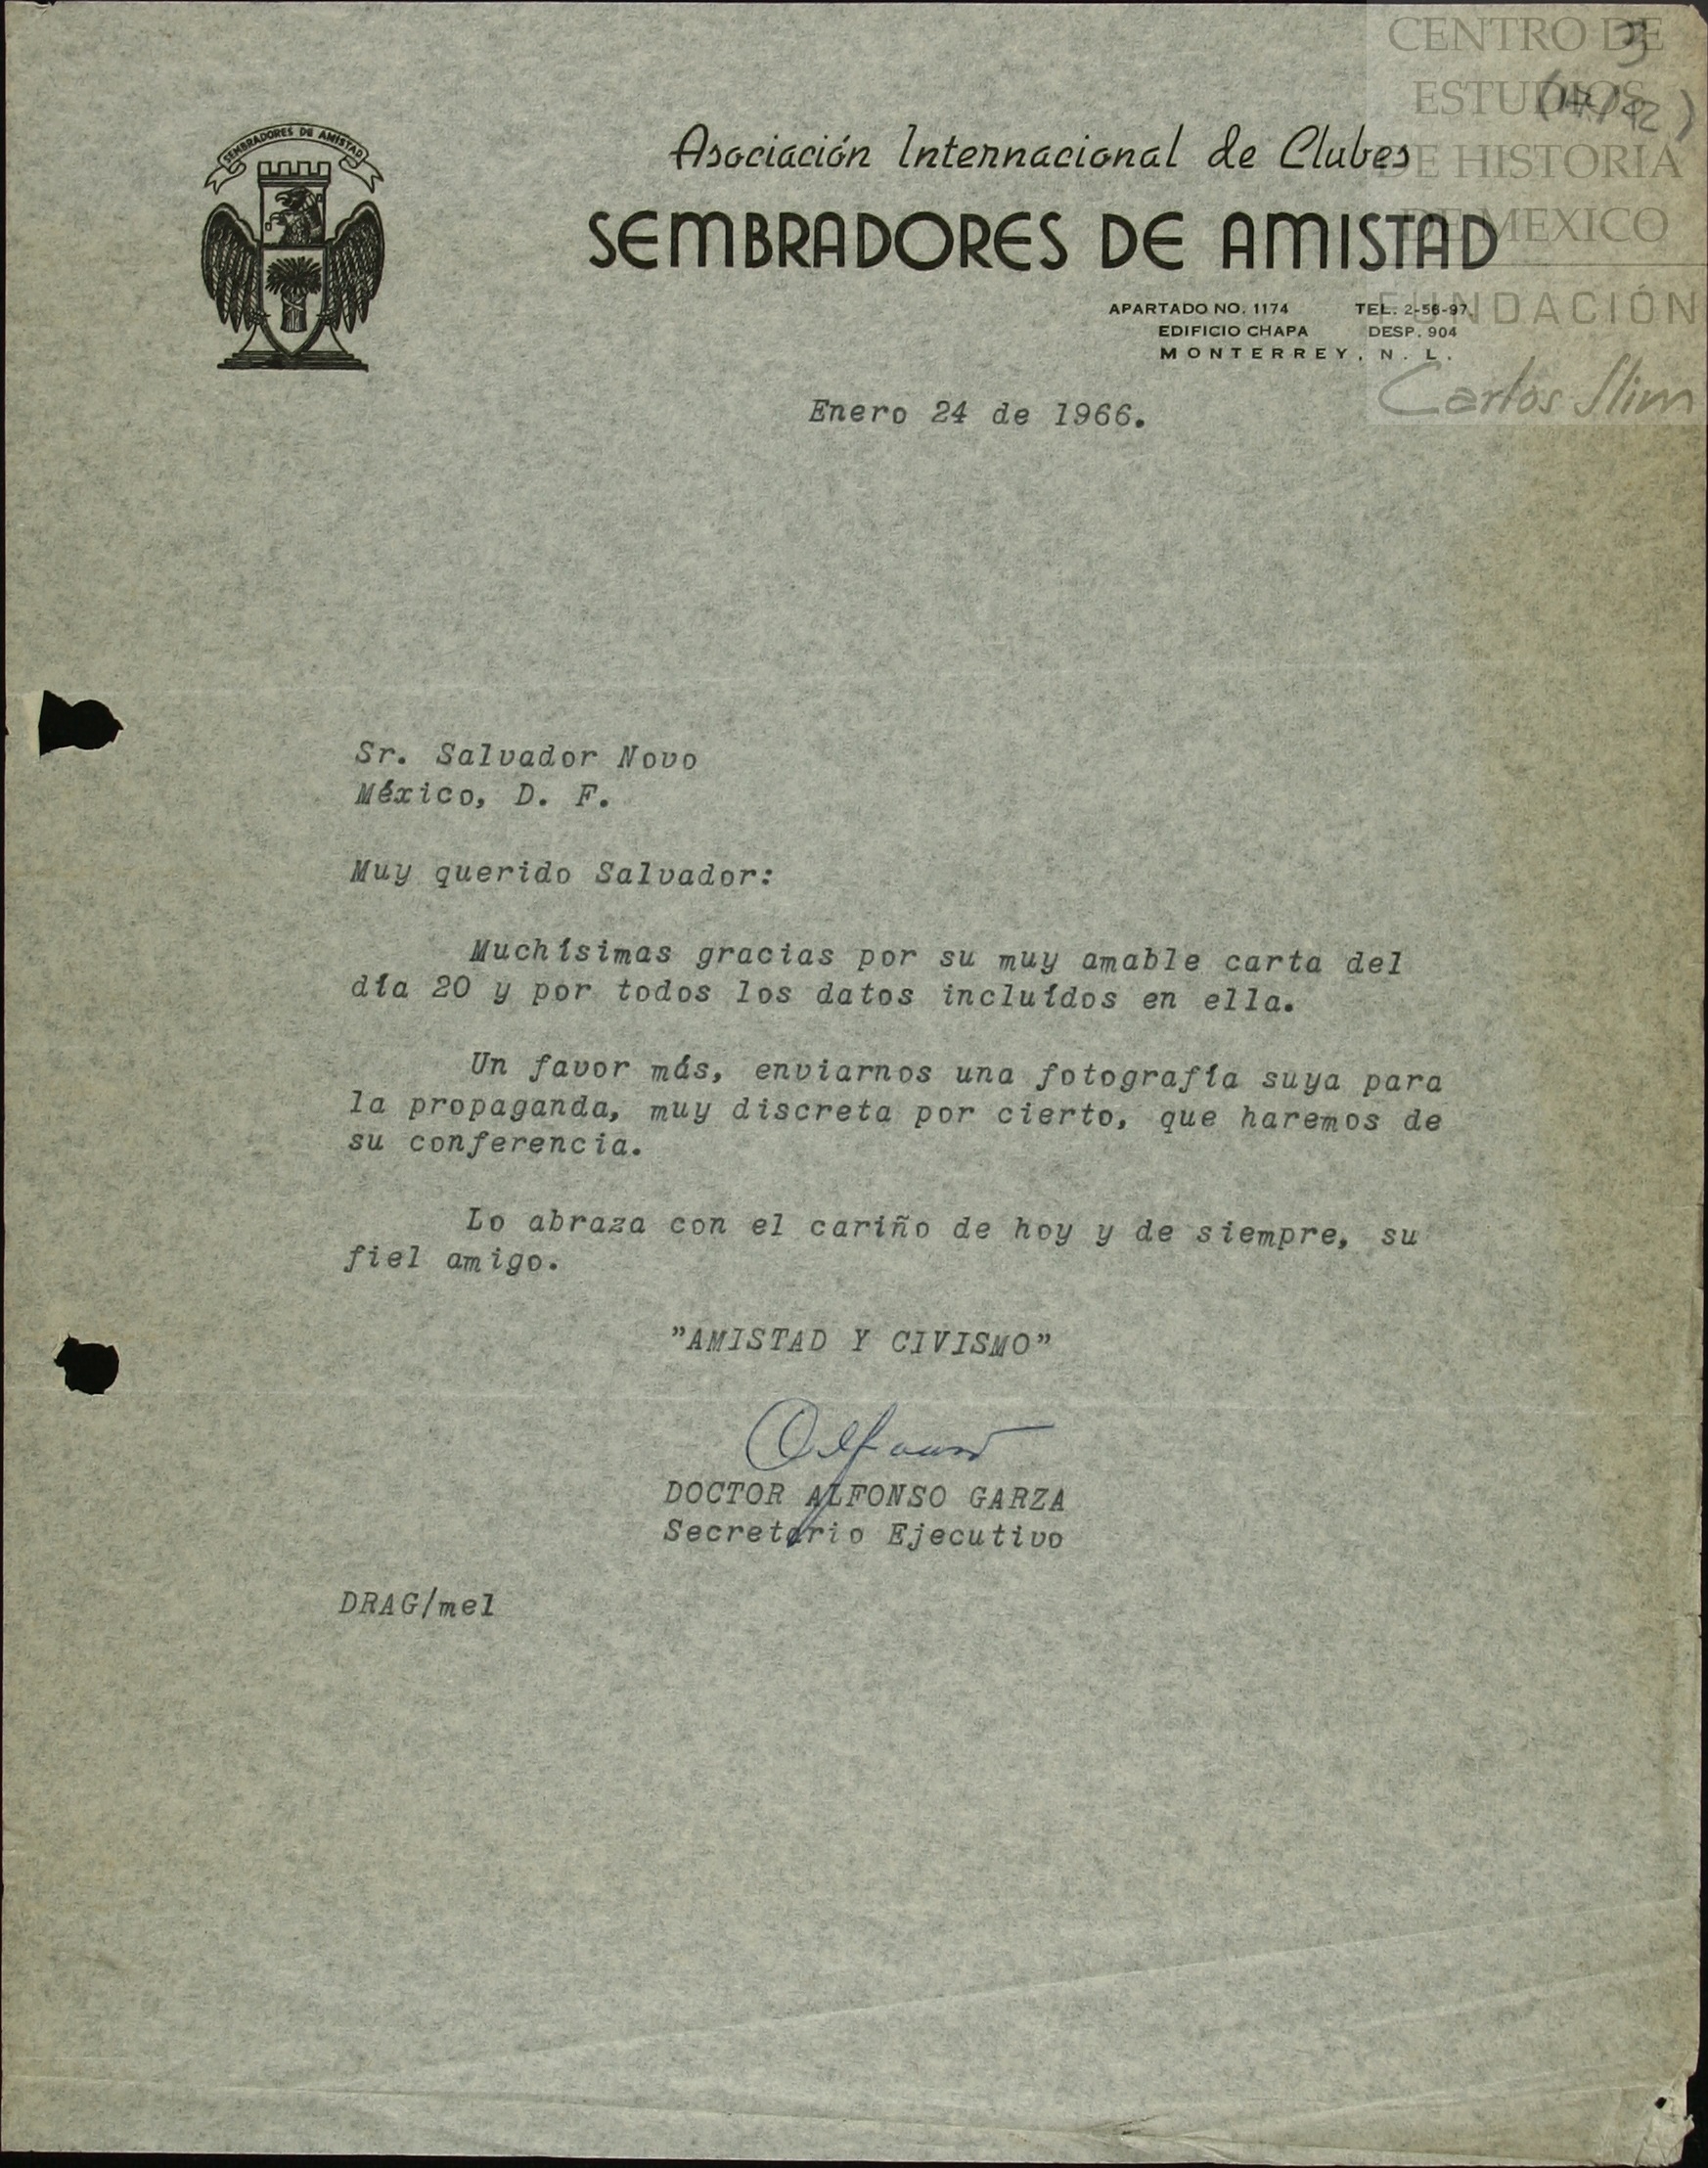 CENTRO DE
ESTUDIOS
DE HISTORIA
DE MEXICO
FUNDACIÓN
Carlos Slim
3
SEMBRADORES DE AMISTAD
Asociación Internacional de Clubes
SEMBRADORES DE AMISTAD
APARTADO NO. 1174 TEL. 2-56-97
EDIFICIO CHAPA DESP. 904
MONTERREY, N. L.
Enero 24 de 1966.
Sr. Salvador Novo
México, D. F.
Muy querido Salvador:
Muchísimas gracias por su muy amable carta del
día 20 y por todos los datos incluídos en ella.
Un favor más, enviarnos una fotografía suya para
la propaganda, muy discreta por cierto, que haremos de
su conferencia.
Lo abraza con el cariño de hoy y de siempre, su
fiel amigo.
"AMISTAD Y CIVISMO"
Alfonso
DOCTOR ALFONSO GARZA
Secretario Ejecutivo
DRAG/mel